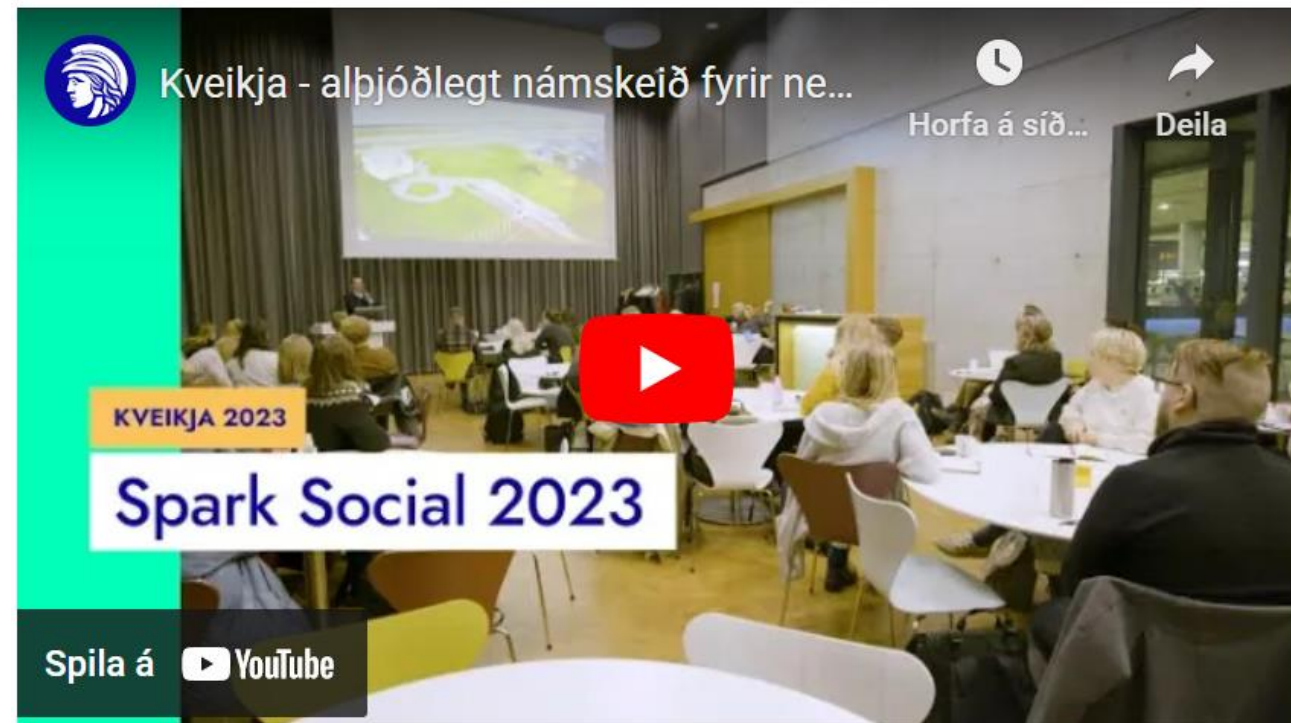 Kveikja - alþjóðlegt námskeið fyrir ne...
Horfa á síð...
Deila
KVEIKJA 2023
Spark Social 2023
Spila á YouTube